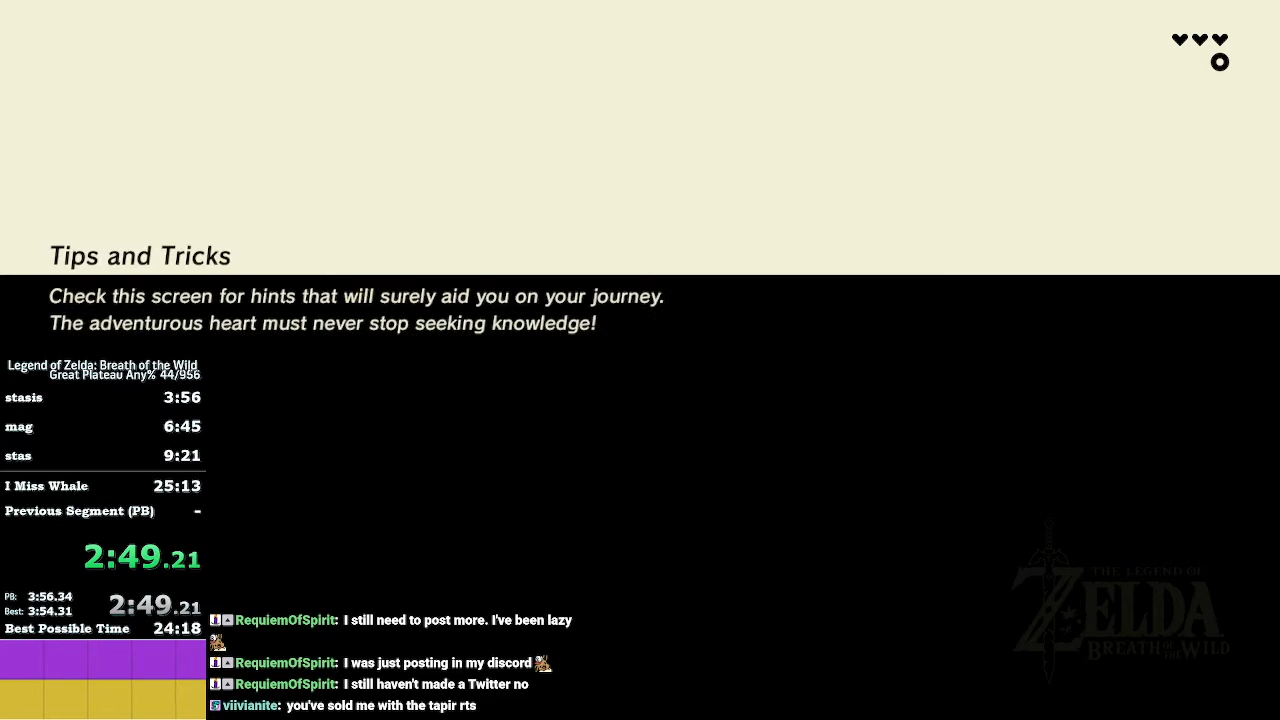 Tips and Tricks
Check this screen for hints that will surely aid you on your journey.
The adventurous heart must never stop seeking knowledge!
Legend of Zelda: Breath of the Wild
Great Plateau Any% 44/956
stasis 3:56
mag 6:45
stas 9:21
I Miss Whale 25:13
Previous Segment (PB) -
2:49.21
PB: 3:56.34
Best: 3:54.31
2:49.21
Best Possible Time 24:18
RequiemOfSpirit: I still need to post more. I've been lazy
RequiemOfSpirit: I was just posting in my discord
RequiemOfSpirit: I still haven't made a Twitter no
viivianite: you've sold me with the tapir rts
THE LEGEND OF
ZELDA
BREATH OF THE WILD